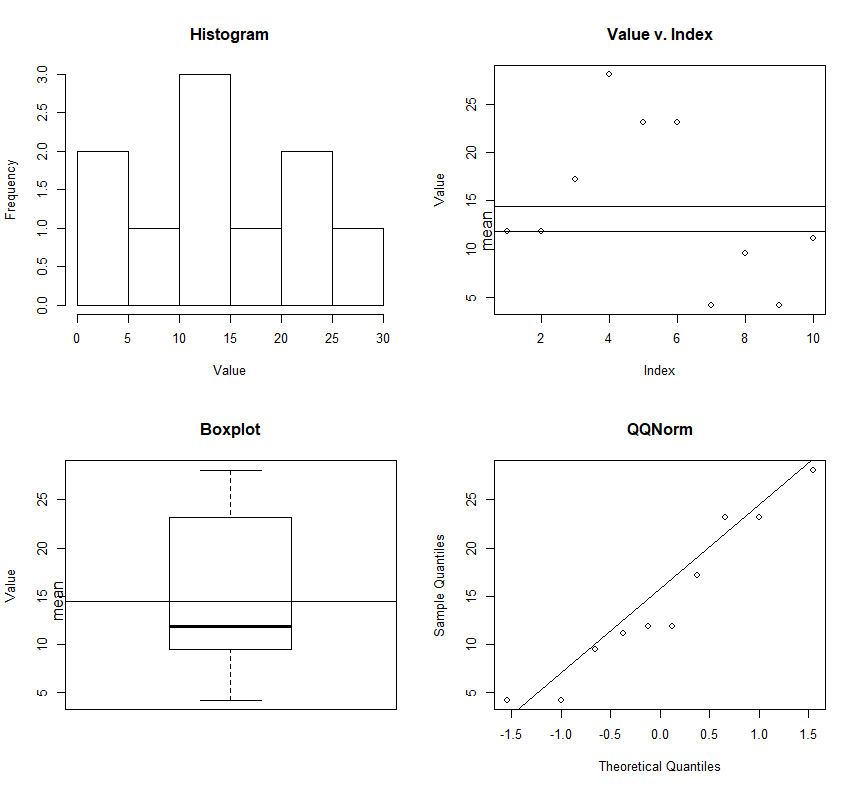 Histogram
Frequency
0.0 0.5 1.0 1.5 2.0 2.5 3.0
0 5 10 15 20 25 30
Value
Value v. Index
Value
5 10 15 20 25
mean
2 4 6 8 10
Index
Boxplot
Value
5 10 15 20 25
mean
QQNorm
Sample Quantiles
5 10 15 20 25
-1.5 -1.0 -0.5 0.0 0.5 1.0 1.5
Theoretical Quantiles